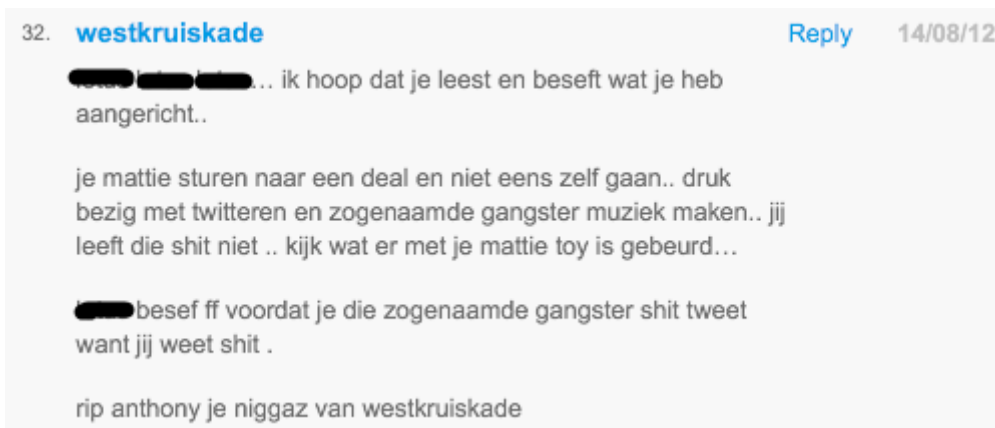 32. westkruiskade Reply 14/08/12
... ik hoop dat je leest en beseft wat je heb
aangericht..
je mattie sturen naar een deal en niet eens zelf gaan.. druk
bezig met twitteren en zogenaamde gangster muziek maken.. jij
leeft die shit niet .. kijk wat er met je mattie toy is gebeurd...
besef ff voordat je die zogenaamde gangster shit tweet
want jij weet shit .
rip anthony je niggaz van westkruiskade